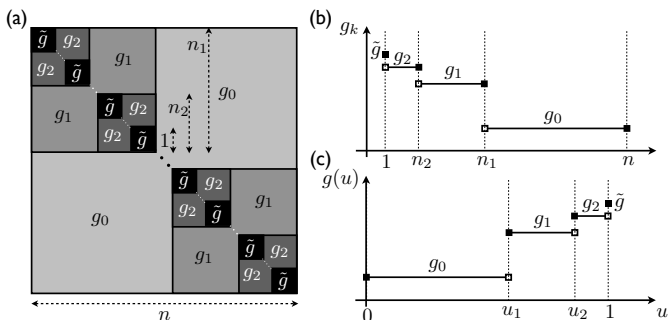 (a)
g̃ g₂ g₁
g₂ g̃
g₁ g̃ g₂
g₂ g̃
n₁
n₂
1
g₀
g₀
g̃ g₂ g₁
g₂ g̃
g₁ g̃ g₂
g₂ g̃
n
(b)
gₖ
g̃ g₂ g₁ g₀
1 n₂ n₁ n
(c)
g(u)
g₀ g₁ g₂ g̃
0 u₁ u₂ 1 u